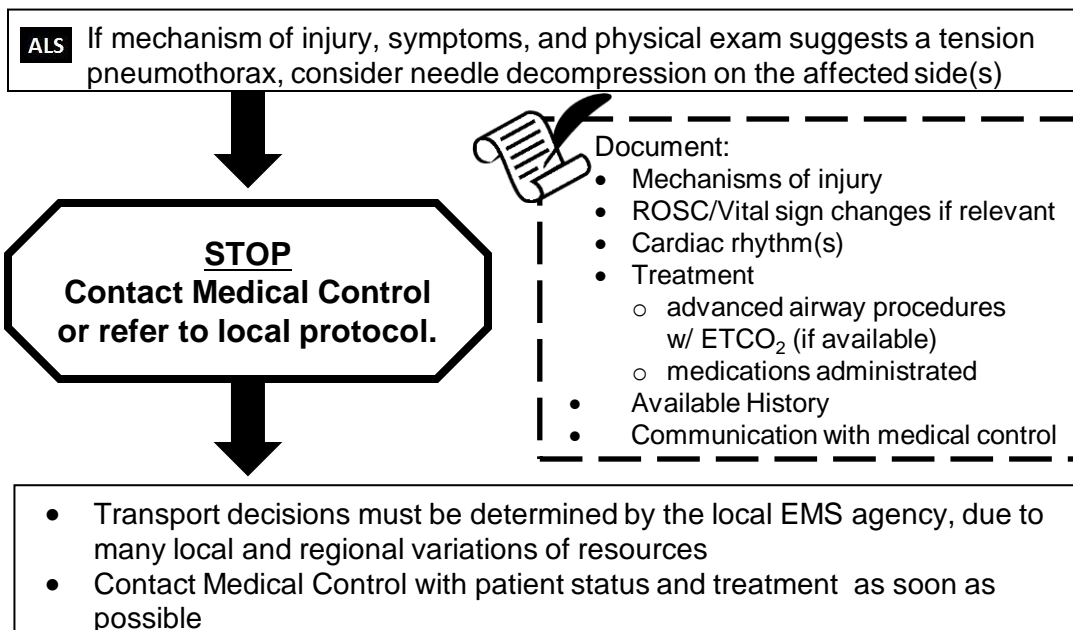 ALS If mechanism of injury, symptoms, and physical exam suggests a tension
pneumothorax, consider needle decompression on the affected side(s)
STOP
Contact Medical Control
or refer to local protocol.
Document:
• Mechanisms of injury
• ROSC/Vital sign changes if relevant
• Cardiac rhythm(s)
• Treatment
o advanced airway procedures
w/ ETCO₂ (if available)
o medications administrated
• Available History
• Communication with medical control
• Transport decisions must be determined by the local EMS agency, due to
many local and regional variations of resources
• Contact Medical Control with patient status and treatment as soon as
possible